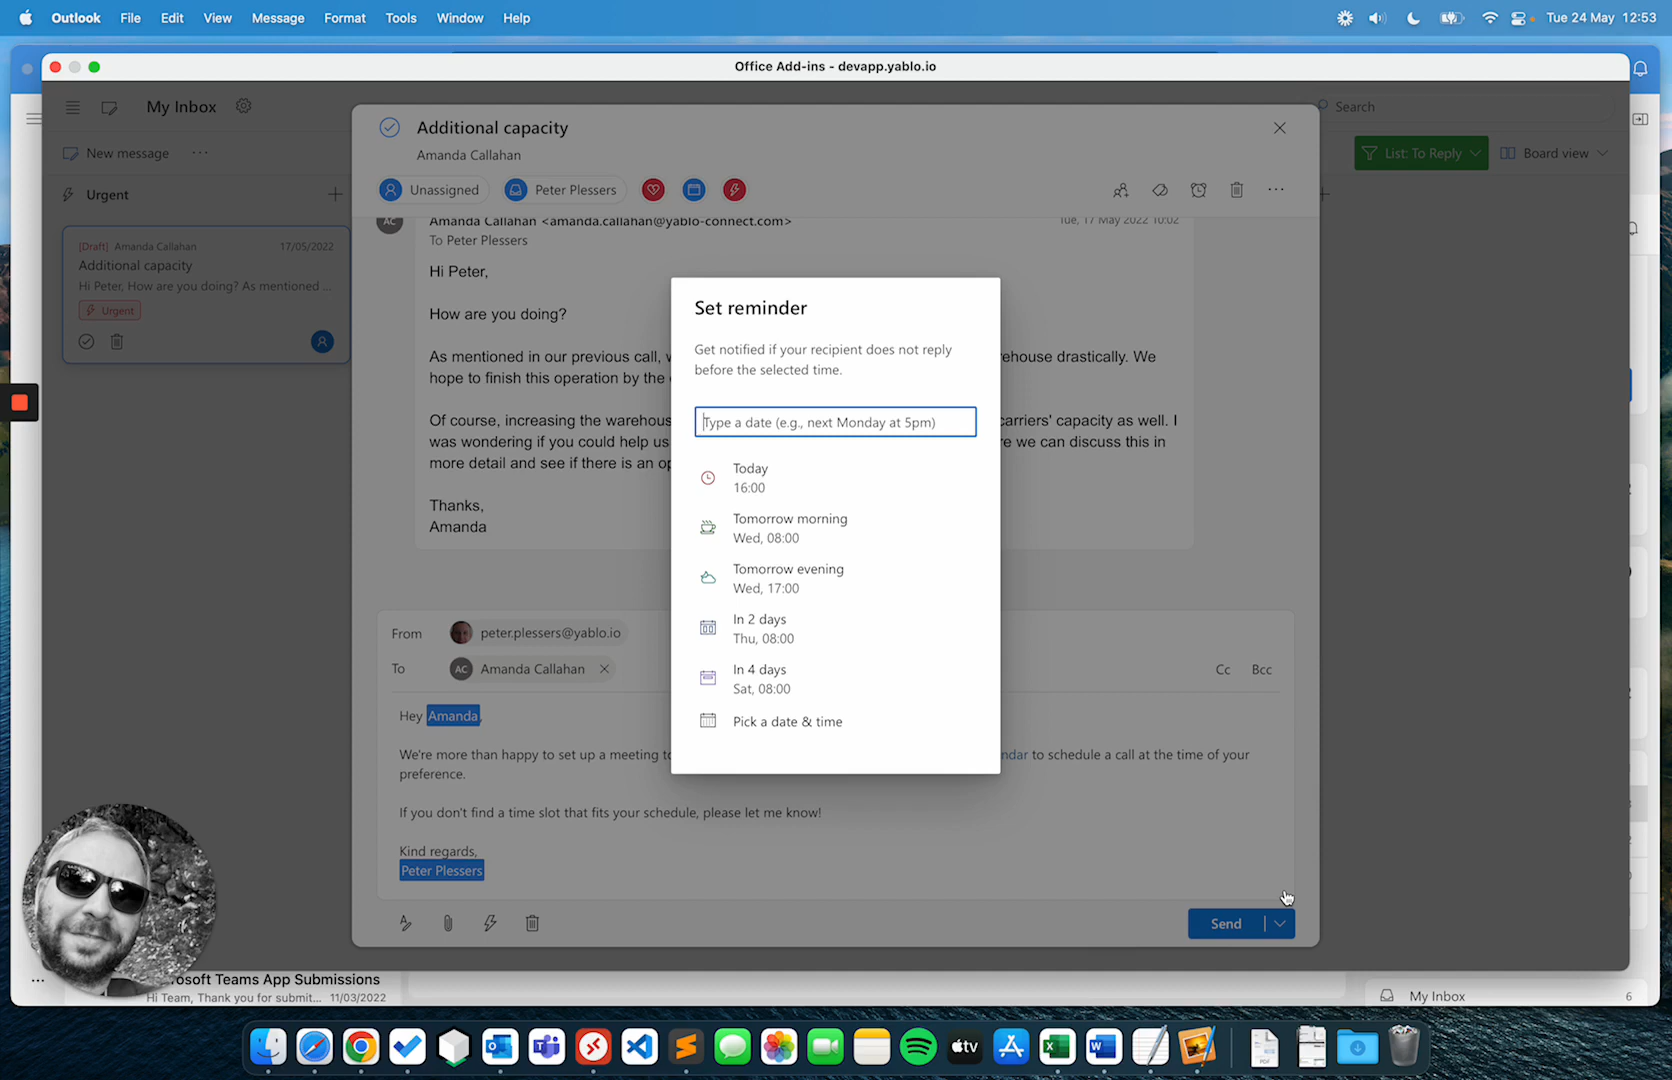 Outlook File Edit View Message Format Tools Window Help
Tue 24 May 12:53
Office Add-ins - devapp.yablo.io
My Inbox
Search
New message ...
List: To Reply
Board view
Urgent
[Draft] Amanda Callahan 17/05/2022
Additional capacity
Hi Peter, How are you doing? As mentioned ...
Urgent
Additional capacity
Amanda Callahan
Unassigned
Peter Plessers
Amanda Callahan <amanda.callahan@yablo-connect.com>
Tue, 17 May 2022 10:02
AC
To Peter Plessers
Hi Peter,
How are you doing?
As mentioned in our previous call,
ehouse drastically. We
hope to finish this operation by the
Of course, increasing the warehous
carriers' capacity as well. I
was wondering if you could help us
re we can discuss this in
more detail and see if there is an op
Thanks,
Amanda
Set reminder
Get notified if your recipient does not reply
before the selected time.
Type a date (e.g., next Monday at 5pm)
Today
16:00
Tomorrow morning
Wed, 08:00
Tomorrow evening
Wed, 17:00
In 2 days
Thu, 08:00
In 4 days
Sat, 08:00
Pick a date & time
From peter.plessers@yablo.io
To AC Amanda Callahan
Cc Bcc
Hey Amanda,
We're more than happy to set up a meeting to
ndar to schedule a call at the time of your
preference.
If you don't find a time slot that fits your schedule, please let me know!
Kind regards,
Peter Plessers
Send
osoft Teams App Submissions
Hi Team, Thank you for submit... 11/03/2022
My Inbox 6
tv
PDF